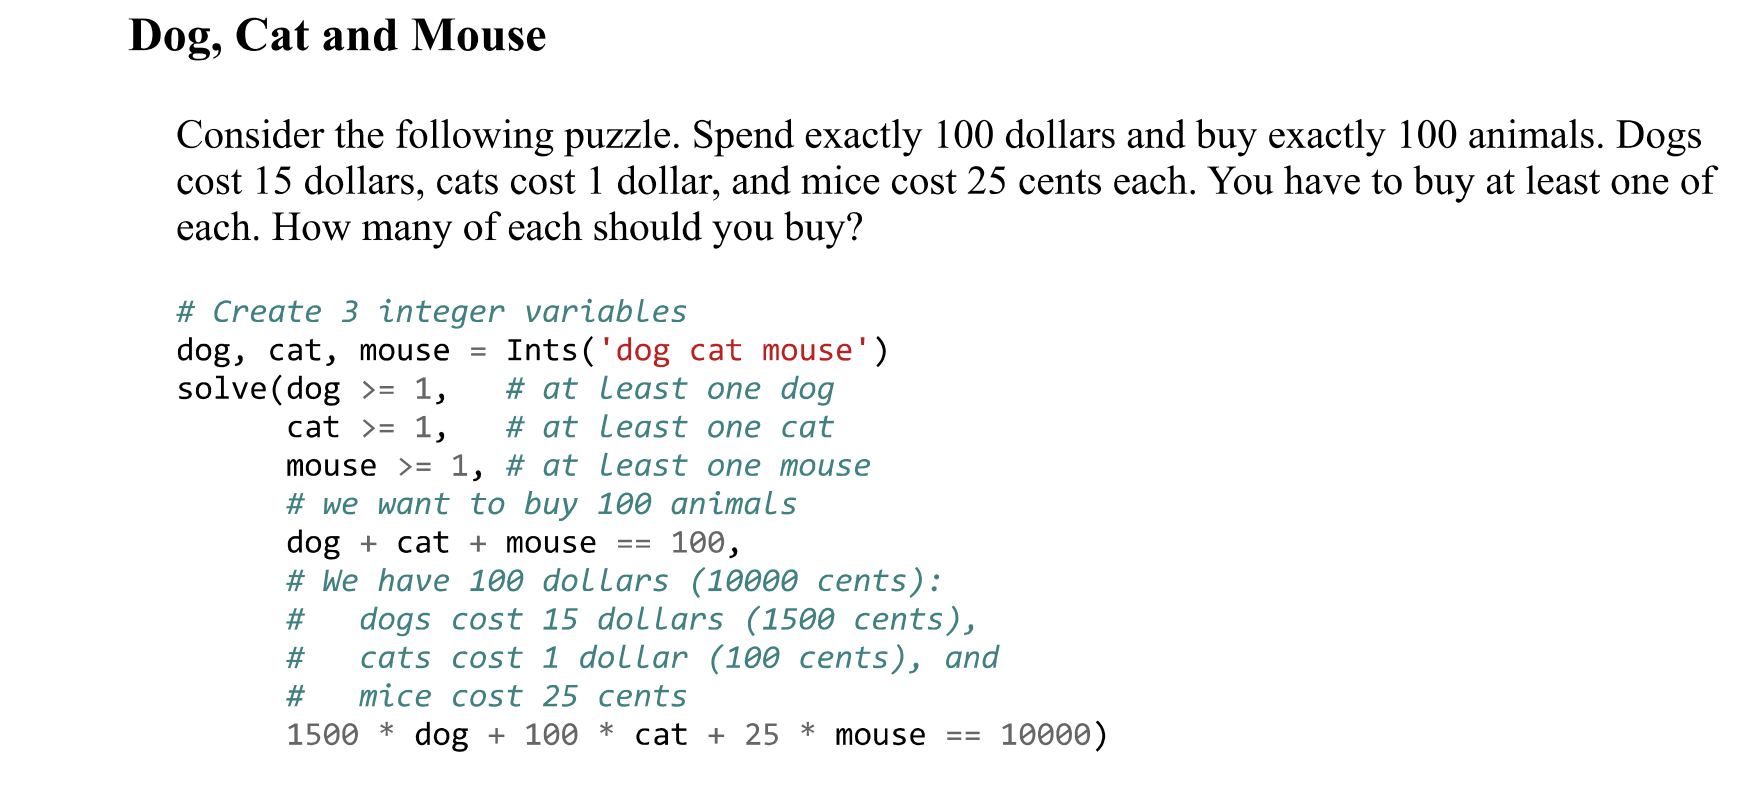 Dog, Cat and Mouse
Consider the following puzzle. Spend exactly 100 dollars and buy exactly 100 animals. Dogs
cost 15 dollars, cats cost 1 dollar, and mice cost 25 cents each. You have to buy at least one of
each. How many of each should you buy?
# Create 3 integer variables
dog, cat, mouse = Ints('dog cat mouse')
solve(dog >= 1,   # at least one dog
      cat >= 1,   # at least one cat
      mouse >= 1, # at least one mouse
      # we want to buy 100 animals
      dog + cat + mouse == 100,
      # We have 100 dollars (10000 cents):
      #   dogs cost 15 dollars (1500 cents),
      #   cats cost 1 dollar (100 cents), and
      #   mice cost 25 cents
      1500 * dog + 100 * cat + 25 * mouse == 10000)